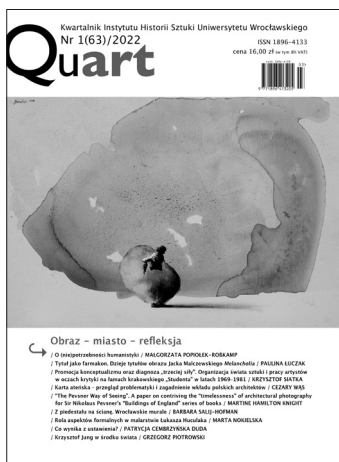 Kwartalnik Instytutu Historii Sztuki Uniwersytetu Wrocławskiego
Nr 1(63)/2022
ISSN 1896-4133
cena 16,00 zł (w tym 8% VAT)
Quart
Obraz – miasto – refleksja
/ O (nie)potrzebności humanistyki / MAŁGORZATA POPIOŁEK-ROßKAMP
/ Tytuł jako farmakon. Dzieje tytułów obrazu Jacka Malczewskiego Melancholia / PAULINA ŁUCZAK
/ Promocja konceptualizmu oraz diagnoza „trzeciej siły”. Organizacja świata sztuki i pracy artystów
w oczach krytyki na łamach krakowskiego „Studenta” w latach 1969–1981 / KRZYSZTOF SIATKA
/ Karta ateńska – przegląd problematyki i zagadnienie wkładu polskich architektów / CEZARY WĄS
/ "The Pevsner Way of Seeing". A paper on contriving the "timelessness" of architectural photography
for Sir Nikolaus Pevsner's "Buildings of England" series of books / MARTINE HAMILTON KNIGHT
/ Z piedestału na ścianę. Wrocławskie murale / BARBARA SALIJ-HOFMAN
/ Rola aspektów formalnych w malarstwie Łukasza Huculaka / MARTA NOKIELSKA
/ Co wynika z ustawienia? / PATRYCJA CEMBRZYŃSKA DUDA
/ Krzysztof Jung w środku świata / GRZEGORZ PIOTROWSKI